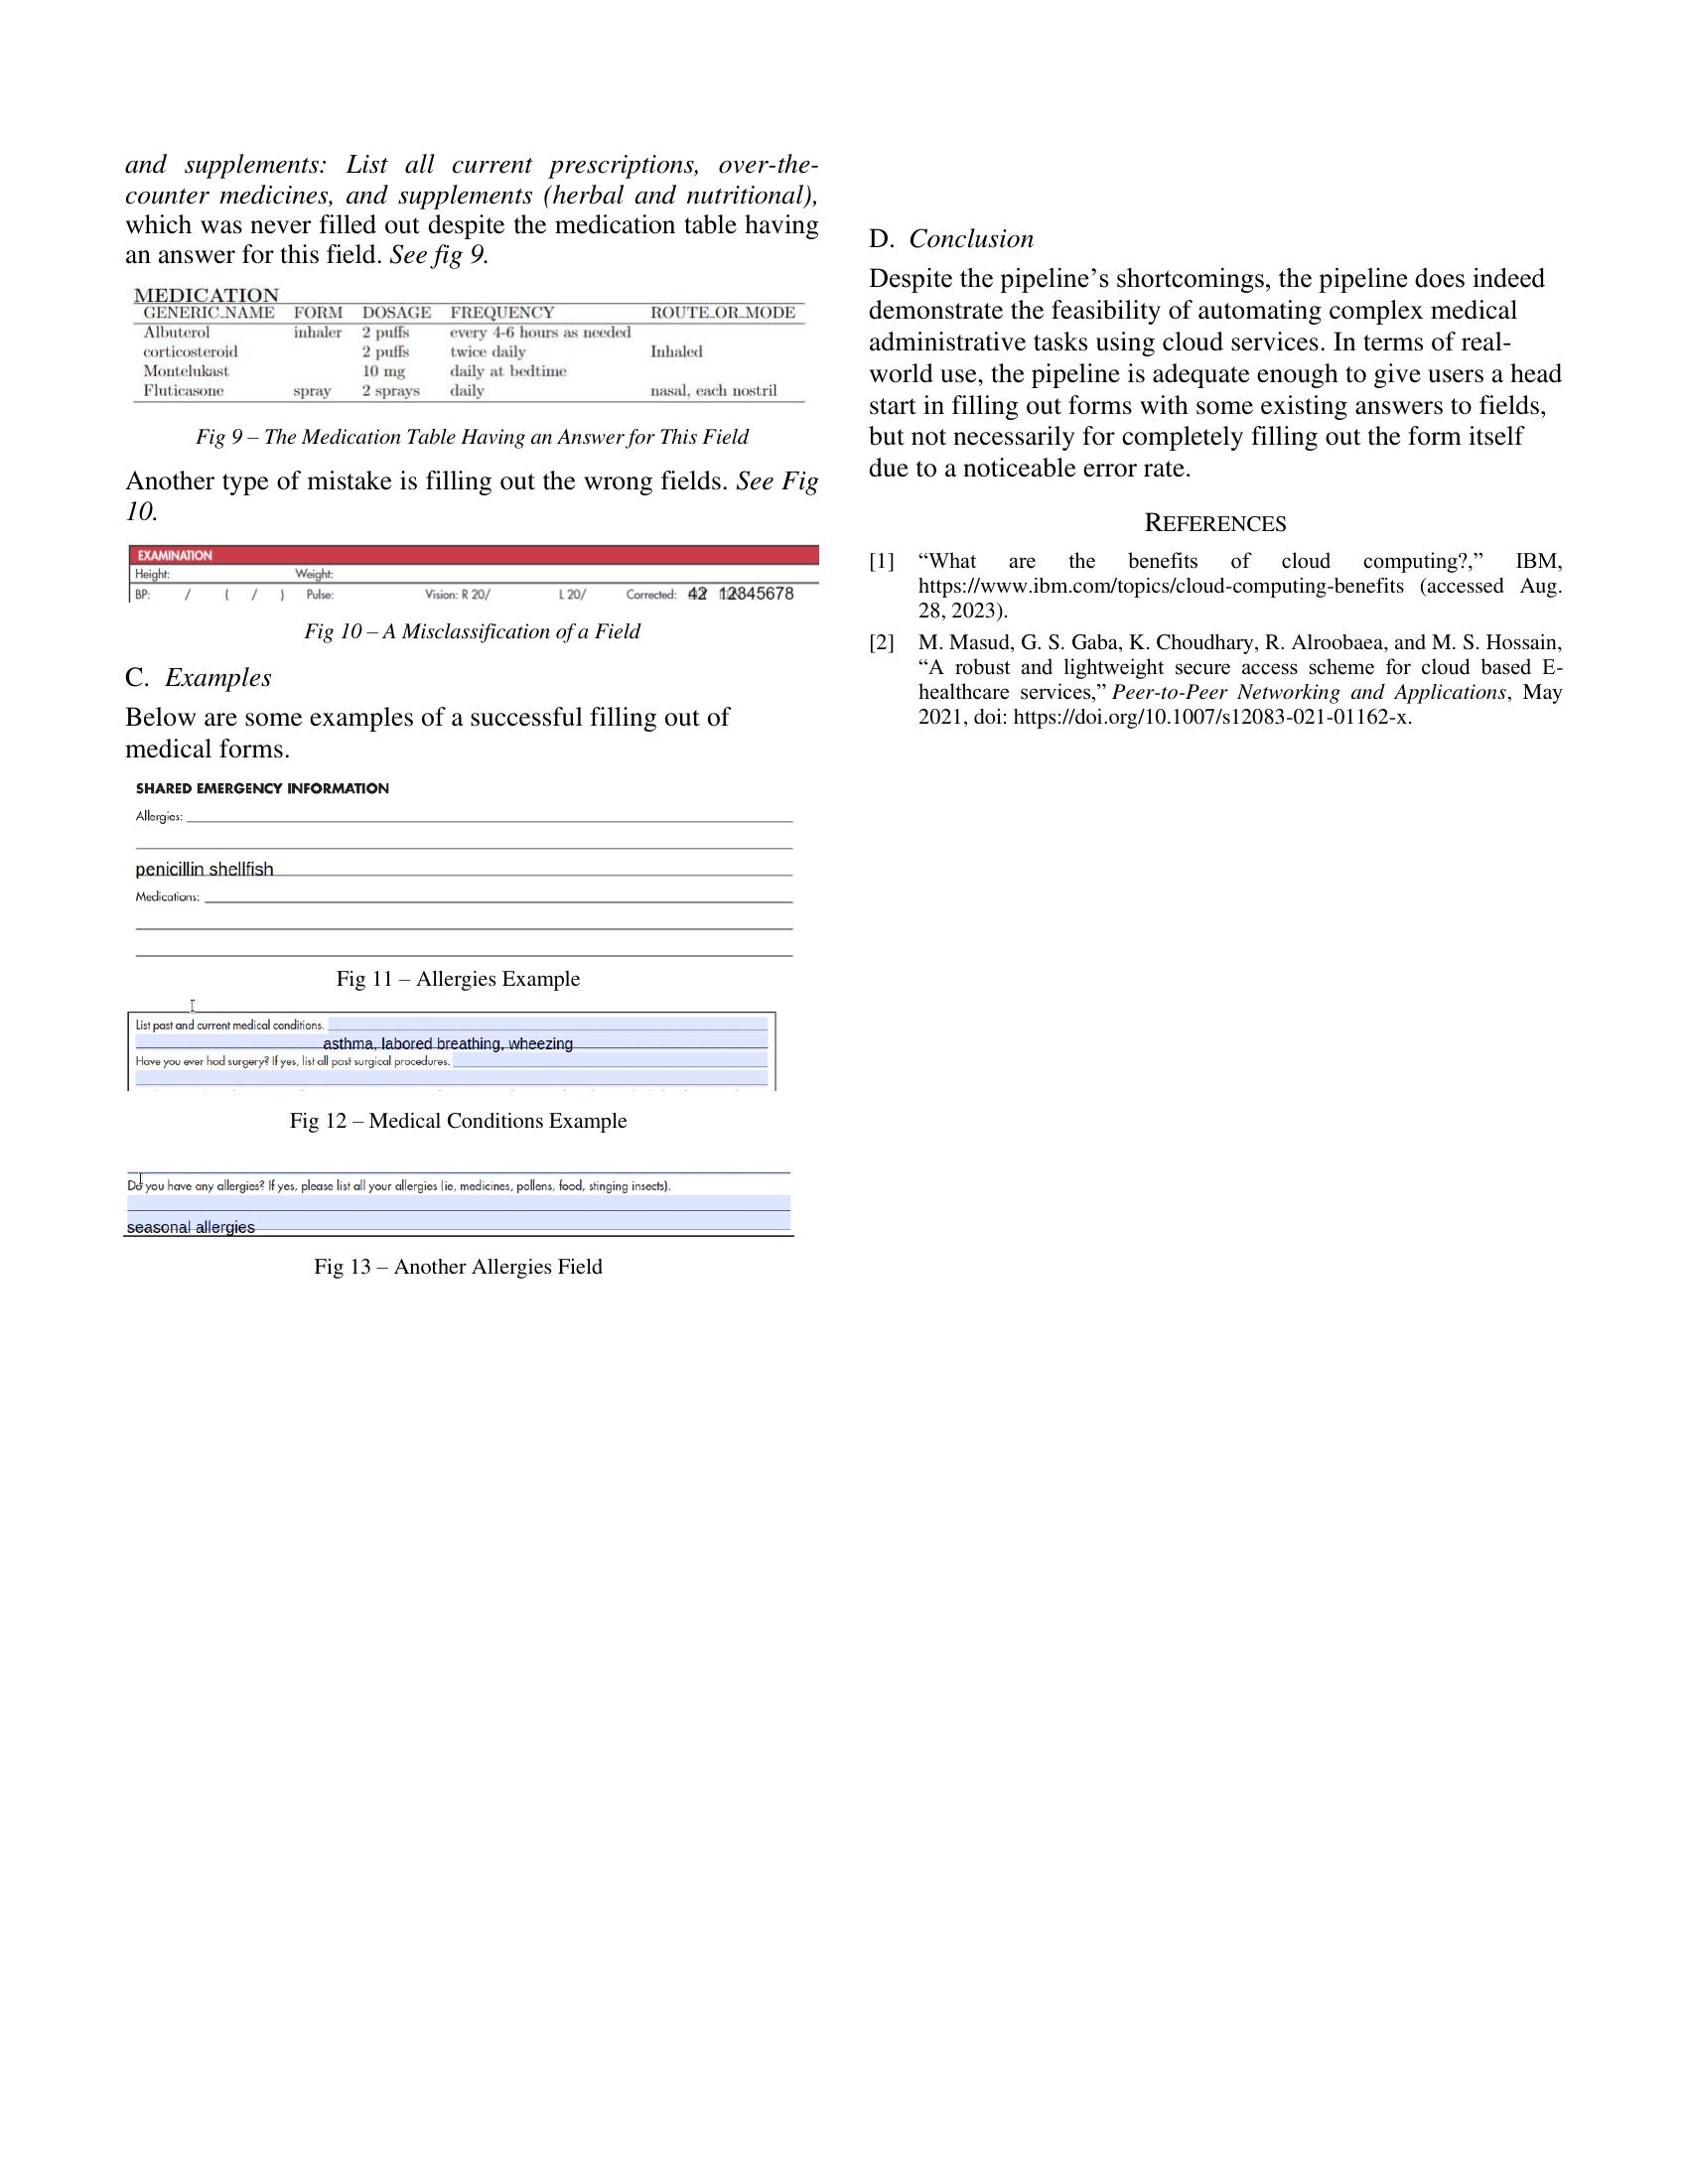 and supplements: List all current prescriptions, over-the-
counter medicines, and supplements (herbal and nutritional),
which was never filled out despite the medication table having
an answer for this field. See fig 9.
MEDICATION
GENERIC_NAME FORM DOSAGE FREQUENCY ROUTE_OR_MODE
Albuterol inhaler 2 puffs every 4-6 hours as needed
corticosteroid 2 puffs twice daily Inhaled
Montelukast 10 mg daily at bedtime
Fluticasone spray 2 sprays daily nasal, each nostril
Fig 9 – The Medication Table Having an Answer for This Field
Another type of mistake is filling out the wrong fields. See Fig
10.
EXAMINATION
Height: Weight:
BP: / ( / ) Pulse: Vision: R 20/ L 20/ Corrected: 42 12345678
Fig 10 – A Misclassification of a Field
C. Examples
Below are some examples of a successful filling out of
medical forms.
SHARED EMERGENCY INFORMATION
Allergies:
penicillin shellfish
Medications:
Fig 11 – Allergies Example
List past and current medical conditions.
asthma, labored breathing, wheezing
Have you ever had surgery? If yes, list all past surgical procedures.
Fig 12 – Medical Conditions Example
Do you have any allergies? If yes, please list all your allergies (ie, medicines, pollens, food, stinging insects).
seasonal allergies
Fig 13 – Another Allergies Field
D. Conclusion
Despite the pipeline’s shortcomings, the pipeline does indeed
demonstrate the feasibility of automating complex medical
administrative tasks using cloud services. In terms of real-
world use, the pipeline is adequate enough to give users a head
start in filling out forms with some existing answers to fields,
but not necessarily for completely filling out the form itself
due to a noticeable error rate.
REFERENCES
[1] “What are the benefits of cloud computing?,” IBM,
https://www.ibm.com/topics/cloud-computing-benefits (accessed Aug.
28, 2023).
[2] M. Masud, G. S. Gaba, K. Choudhary, R. Alroobaea, and M. S. Hossain,
“A robust and lightweight secure access scheme for cloud based E-
healthcare services,” Peer-to-Peer Networking and Applications, May
2021, doi: https://doi.org/10.1007/s12083-021-01162-x.